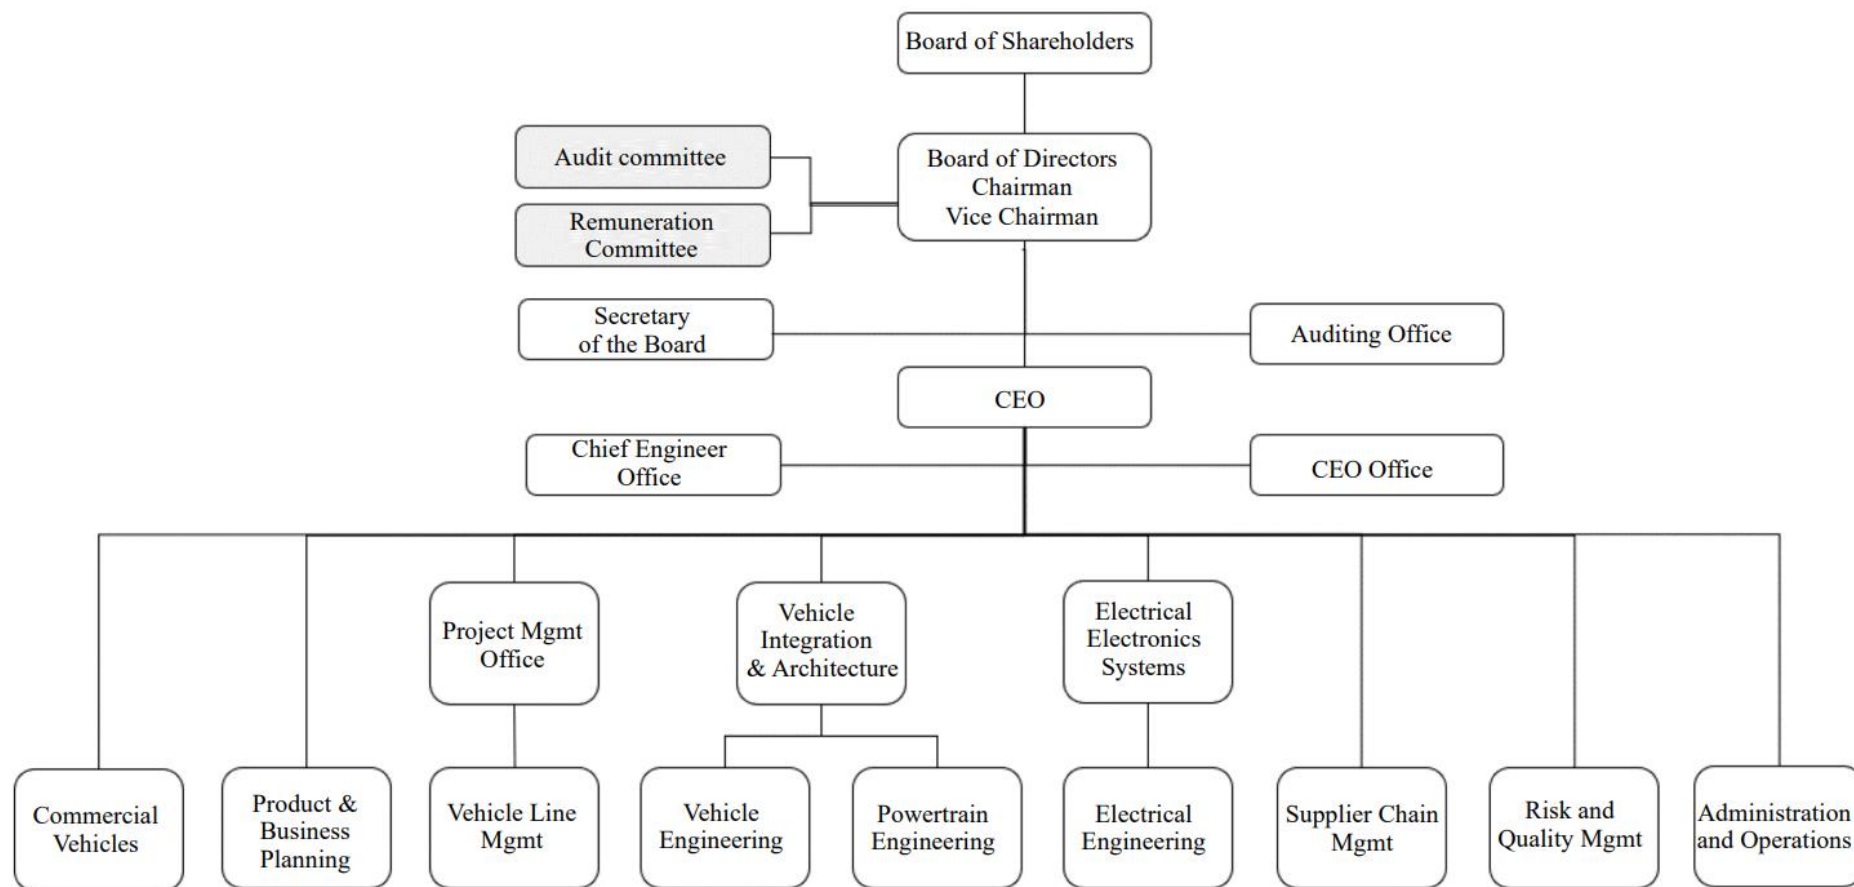 Board of Shareholders
Audit committee
Board of Directors
Chairman
Vice Chairman
Remuneration
Committee
Secretary
of the Board
Auditing Office
CEO
Chief Engineer
Office
CEO Office
Project Mgmt
Office
Vehicle
Integration
& Architecture
Electrical
Electronics
Systems
Commercial
Vehicles
Product &
Business
Planning
Vehicle Line
Mgmt
Vehicle
Engineering
Powertrain
Engineering
Electrical
Engineering
Supplier Chain
Mgmt
Risk and
Quality Mgmt
Administration
and Operations